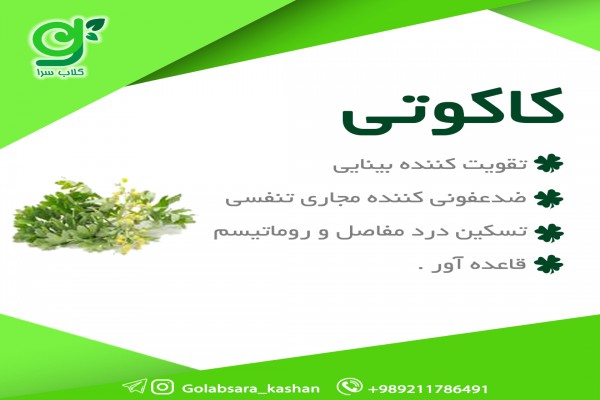 گلاب سرا
کاکوتی
تقویت کننده بینایی
ضدعفونی کننده مجاری تنفسی
تسکین درد مفاصل و روماتیسم
قاعده آور .
Golabsara_kashan +989211786491